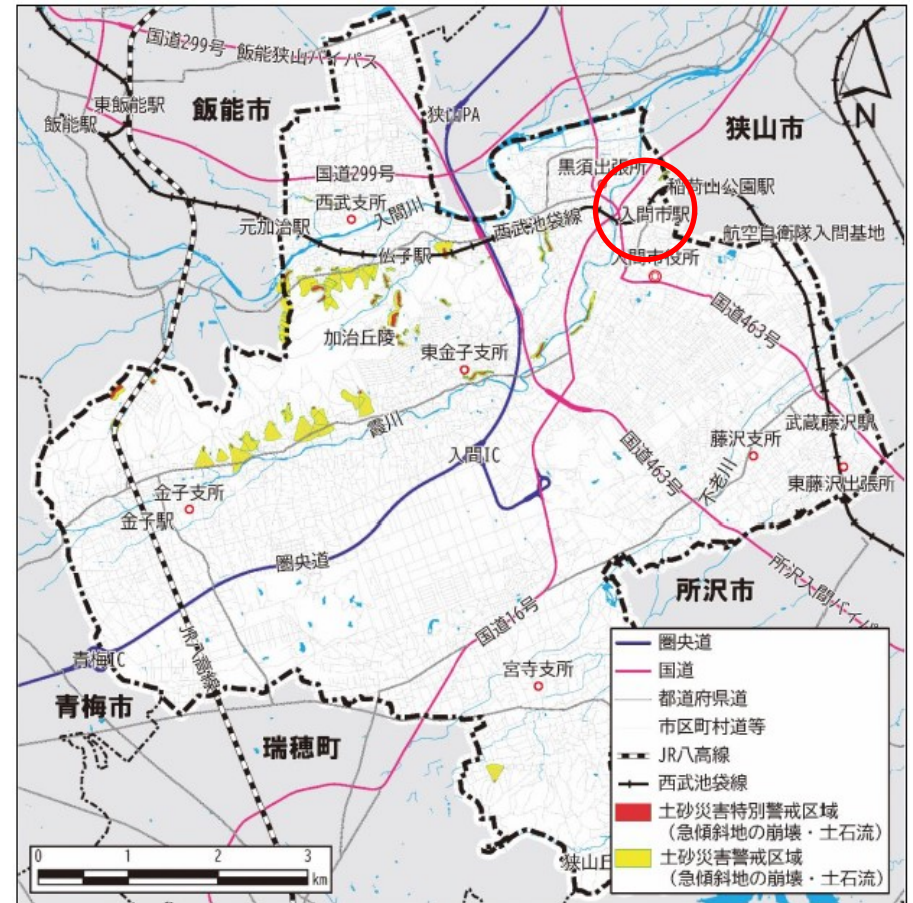 国道299号 飯能狭山バイパス
東飯能駅
飯能駅
飯能市
狭山PA
狭山市
N
国道299号
西武支所
入間川
元加治駅
仏子駅
西武池袋線
黒須出張所
稲荷山公園駅
入間市駅
航空自衛隊入間基地
入間市役所
国道463号
加治丘陵
東金子支所
霞川
入間IC
国道463号
不老川
藤沢支所
武蔵藤沢駅
東藤沢出張所
金子支所
金子駅
圏央道
国道16号
所沢市
所沢入間バイパ
青梅IC
JR八高線
青梅市
瑞穂町
宮寺支所
狭山丘
圏央道
国道
都道府県道
市区町村道等
JR八高線
西武池袋線
土砂災害特別警戒区域
（急傾斜地の崩壊・土石流）
土砂災害警戒区域
（急傾斜地の崩壊・土石流）
0 1 2 3
km